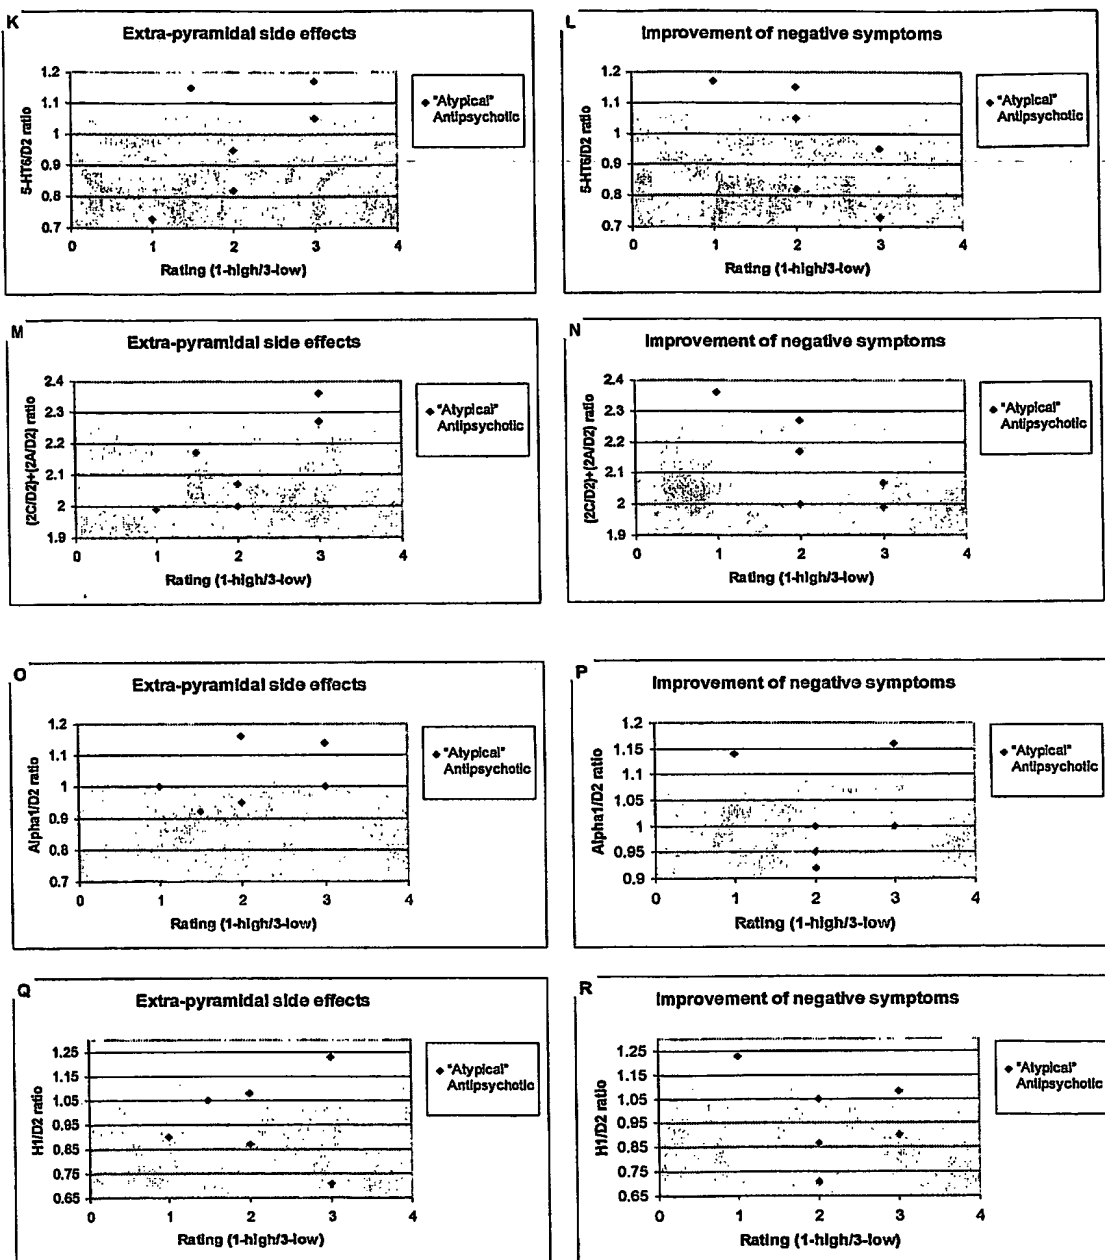 K
Extra-pyramidal side effects
5-HT6/D2 ratio
1.2
1.1
1
0.9
0.8
0.7
0 1 2 3 4
Rating (1-high/3-low)
"Atypical"
Antipsychotic
L
Improvement of negative symptoms
5-HT6/D2 ratio
1.2
1.1
1
0.9
0.8
0.7
0 1 2 3 4
Rating (1-high/3-low)
"Atypical"
Antipsychotic
M
Extra-pyramidal side effects
(2C/D2)+(2A/D2) ratio
2.4
2.3
2.2
2.1
2
1.9
0 1 2 3 4
Rating (1-high/3-low)
"Atypical"
Antipsychotic
N
Improvement of negative symptoms
(2C/D2)+(2A/D2) ratio
2.4
2.3
2.2
2.1
2
1.9
0 1 2 3 4
Rating (1-high/3-low)
"Atypical"
Antipsychotic
O
Extra-pyramidal side effects
Alpha1/D2 ratio
1.2
1.1
1
0.9
0.8
0.7
0 1 2 3 4
Rating (1-high/3-low)
"Atypical"
Antipsychotic
P
Improvement of negative symptoms
Alpha1/D2 ratio
1.2
1.15
1.1
1.05
1
0.95
0.9
0 1 2 3 4
Rating (1-high/3-low)
"Atypical"
Antipsychotic
Q
Extra-pyramidal side effects
H1/D2 ratio
1.25
1.15
1.05
0.95
0.85
0.75
0.65
0 1 2 3 4
Rating (1-high/3-low)
"Atypical"
Antipsychotic
R
Improvement of negative symptoms
H1/D2 ratio
1.25
1.15
1.05
0.95
0.85
0.75
0.65
0 1 2 3 4
Rating (1-high/3-low)
"Atypical"
Antipsychotic